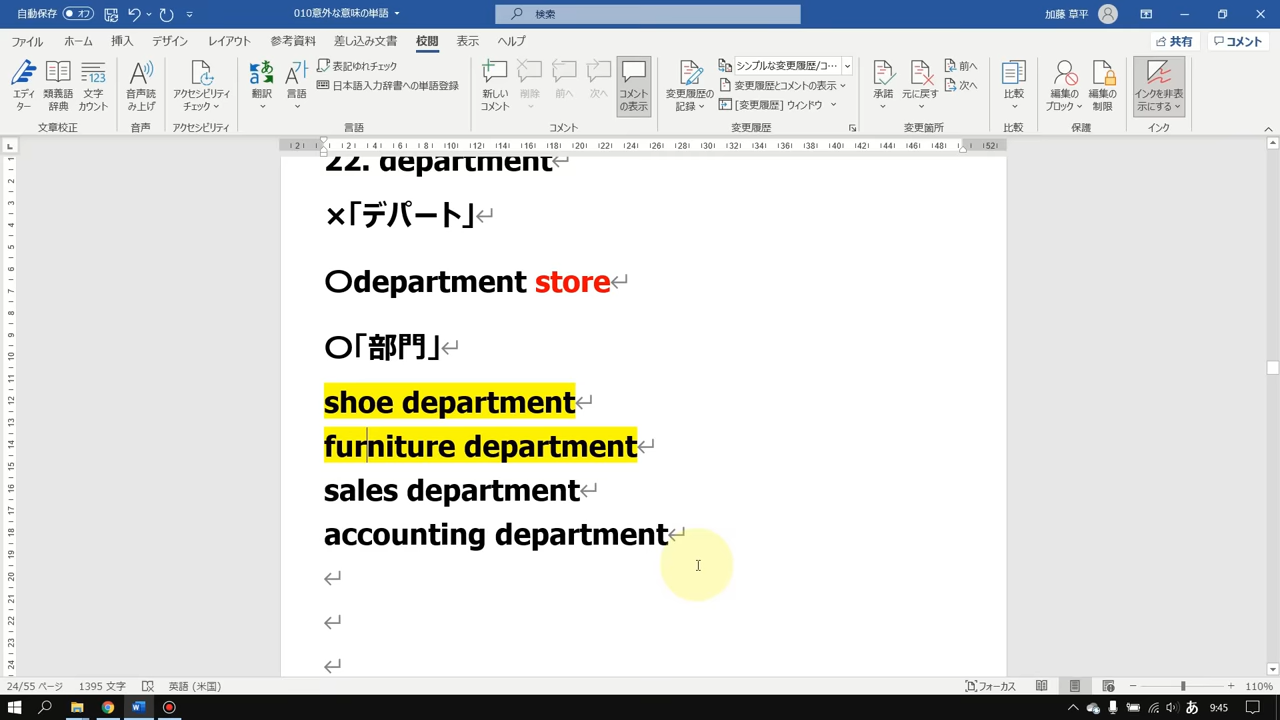 自動保存 オフ
010意外な意味の単語
検索
加藤 草平
ファイル ホーム 挿入 デザイン レイアウト 参考資料 差し込み文書 校閲 表示 ヘルプ
共有 コメント
エディター
類義語辞典
文字カウント
音声読み上げ
アクセシビリティチェック
翻訳
言語
表記ゆれチェック
日本語入力辞書への単語登録
新しいコメント
削除
前へ
次へ
コメントの表示
変更履歴の記録
シンプルな変更履歴/コ…
変更履歴とコメントの表示
[変更履歴] ウィンドウ
承諾
元に戻す
前へ
次へ
比較
編集のブロック
編集の制限
インクを非表示にする
文章校正 音声 アクセシビリティ 言語 コメント 変更履歴 変更箇所 比較 保護 インク
22. department
×「デパート」
〇department store
〇「部門」
shoe department
furniture department
sales department
accounting department
24/55 ページ 1395 文字 英語 (米国)
フォーカス
110%
あ 9:45